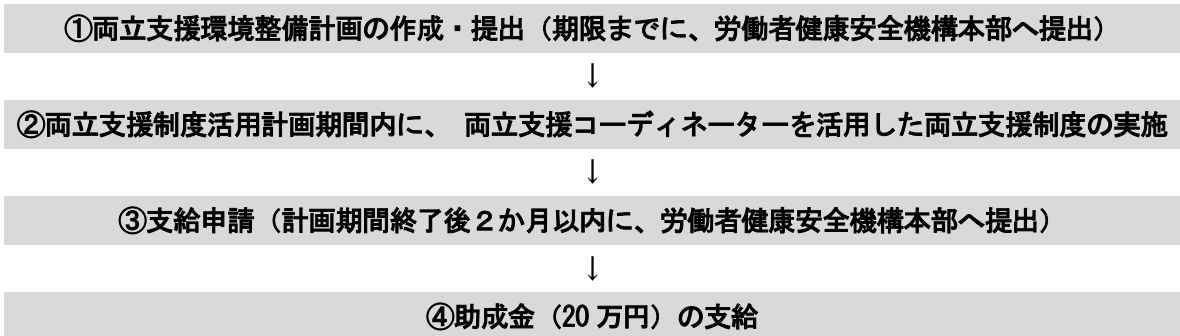 ①両立支援環境整備計画の作成・提出（期限までに、労働者健康安全機構本部へ提出）
↓
②両立支援制度活用計画期間内に、 両立支援コーディネーターを活用した両立支援制度の実施
↓
③支給申請（計画期間終了後２か月以内に、労働者健康安全機構本部へ提出）
↓
④助成金（20 万円）の支給